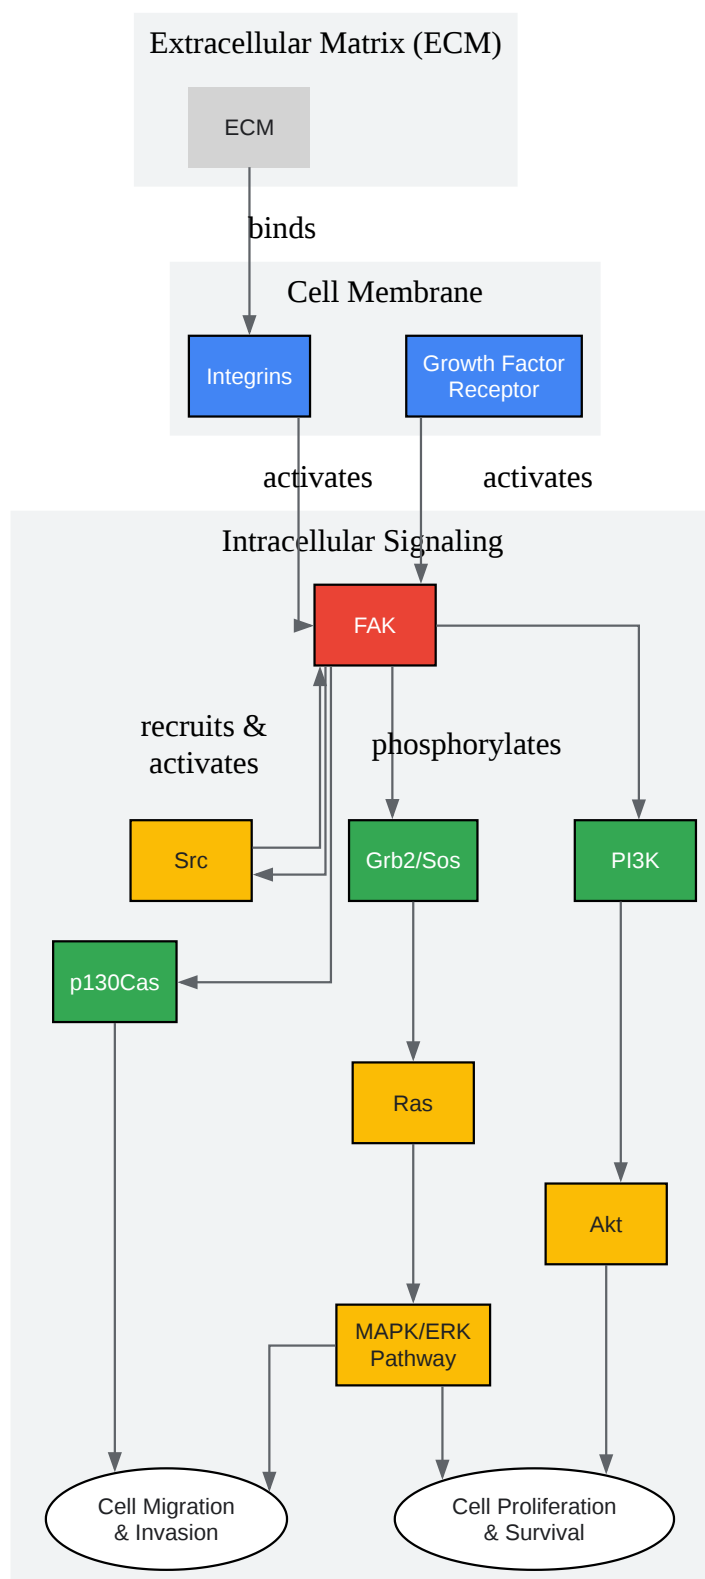 Extracellular Matrix (ECM)
ECM
binds
Cell Membrane
Integrins
Growth Factor
Receptor
activates
activates
Intracellular Signaling
FAK
recruits &
activates
phosphorylates
Src
Grb2/Sos
PI3K
p130Cas
Ras
Akt
MAPK/ERK
Pathway
Cell Migration
& Invasion
Cell Proliferation
& Survival